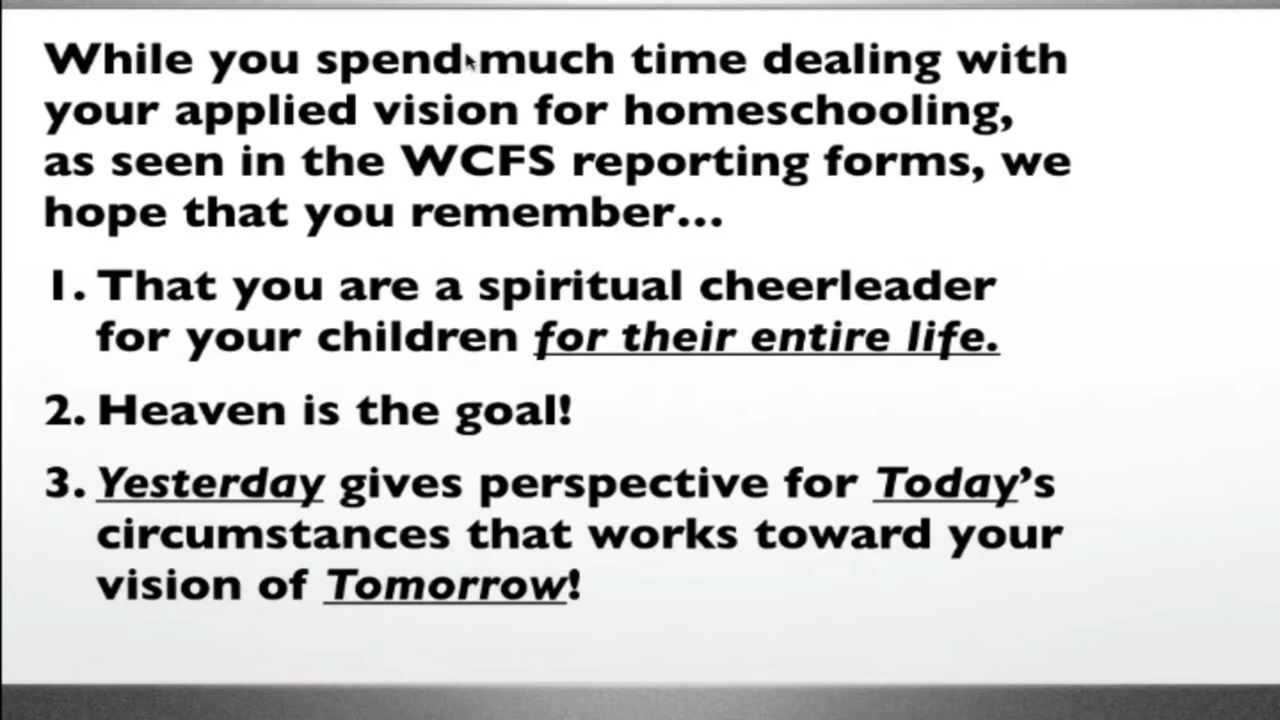 While you spend much time dealing with
your applied vision for homeschooling,
as seen in the WCFS reporting forms, we
hope that you remember...
1. That you are a spiritual cheerleader
for your children for their entire life.
2. Heaven is the goal!
3. Yesterday gives perspective for Today’s
circumstances that works toward your
vision of Tomorrow!